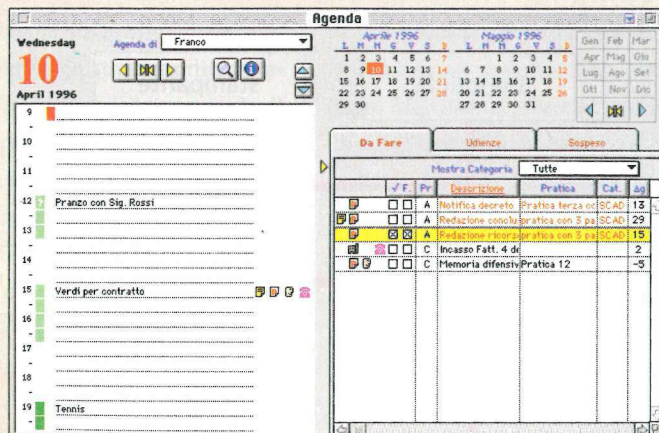 Agenda
Wednesday
10
April 1996
Agenda di Franco
9
-
10
-
11
-
12 Pranzo con Sig. Rossi
-
13
-
14
-
15 Verdi per contratto
-
16
-
17
-
18
-
19 Tennis
-
Aprile 1996
L M M G V S D
1 2 3 4 5 6 7
8 9 10 11 12 13 14
15 16 17 18 19 20 21
22 23 24 25 26 27 28
29 30
Maggio 1996
L M M G V S D
1 2 3 4 5
6 7 8 9 10 11 12
13 14 15 16 17 18 19
20 21 22 23 24 25 26
27 28 29 30 31
Gen Feb Mar
Apr Mag Giu
Lug Ago Set
Ott Nov Dic
Da Fare Udienze Sospeso
Mostra Categoria Tutte
√ F. Pr Descrizione Pratica Cat. Δg
A Notifica decreto Pratica terza oc SCAD 13
A Redazione conclu pratica con 3 pa SCAD 29
A Redazione ricors pratica con 3 pa SCAD 15
C Incasso Fatt. 4 de 2
C Memoria difensiv Pratica 12 -5